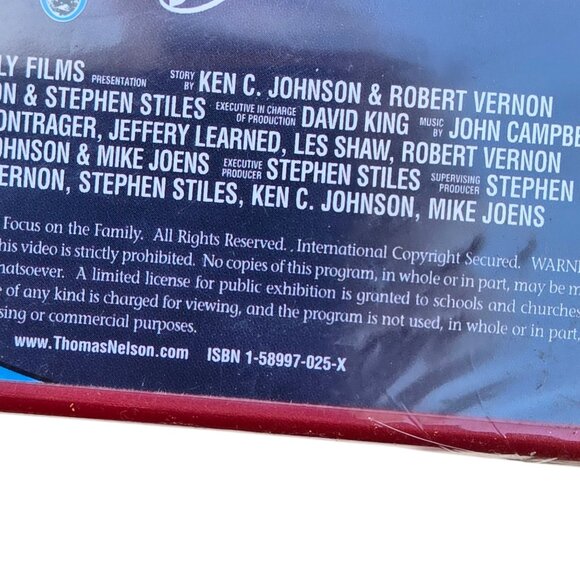 LY FILMS PRESENTATION STORY BY KEN C. JOHNSON & ROBERT VERNON
ON & STEPHEN STILES EXECUTIVE IN CHARGE OF PRODUCTION DAVID KING MUSIC BY JOHN CAMPBE
ONTRAGER, JEFFERY LEARNED, LES SHAW, ROBERT VERNON
OHNSON & MIKE JOENS EXECUTIVE PRODUCER STEPHEN STILES SUPERVISING PRODUCER STEPHEN
ERNON, STEPHEN STILES, KEN C. JOHNSON, MIKE JOENS
Focus on the Family. All Rights Reserved. International Copyright Secured. WARNI
his video is strictly prohibited. No copies of this program, in whole or in part, may be m
hatsoever. A limited license for public exhibition is granted to schools and churches
e of any kind is charged for viewing, and the program is not used, in whole or in part,
sing or commercial purposes.
www.ThomasNelson.com ISBN 1-58997-025-X